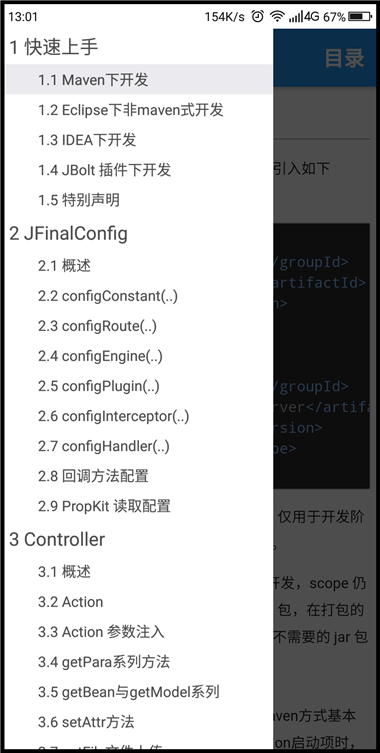 13:01 154K/s 4G 67%
目录
1 快速上手
1.1 Maven下开发
1.2 Eclipse下非maven式开发
1.3 IDEA下开发
1.4 JBolt 插件下开发
1.5 特别声明
2 JFinalConfig
2.1 概述
2.2 configConstant(..)
2.3 configRoute(..)
2.4 configEngine(..)
2.5 configPlugin(..)
2.6 configInterceptor(..)
2.7 configHandler(..)
2.8 回调方法配置
2.9 PropKit 读取配置
3 Controller
3.1 概述
3.2 Action
3.3 Action 参数注入
3.4 getPara系列方法
3.5 getBean与getModel系列
3.6 setAttr方法
引入如下
/groupId>
artifactId>
n>
/groupId>
rver</artifa
rsion>
pe>
仅用于开发阶
。
开发，scope 仍
包，在打包的
不需要的 jar 包
aven方式基本
on启动项时，